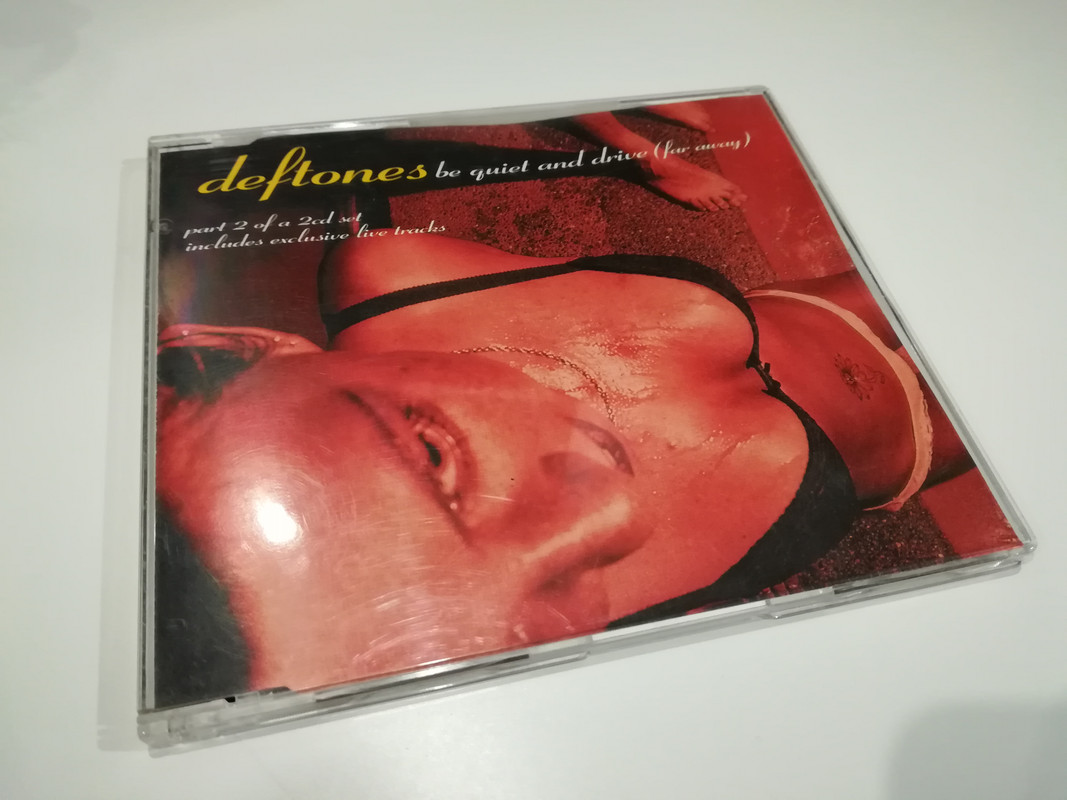 deftones be quiet and drive (far away)
part 2 of a 2cd set
includes exclusive live tracks